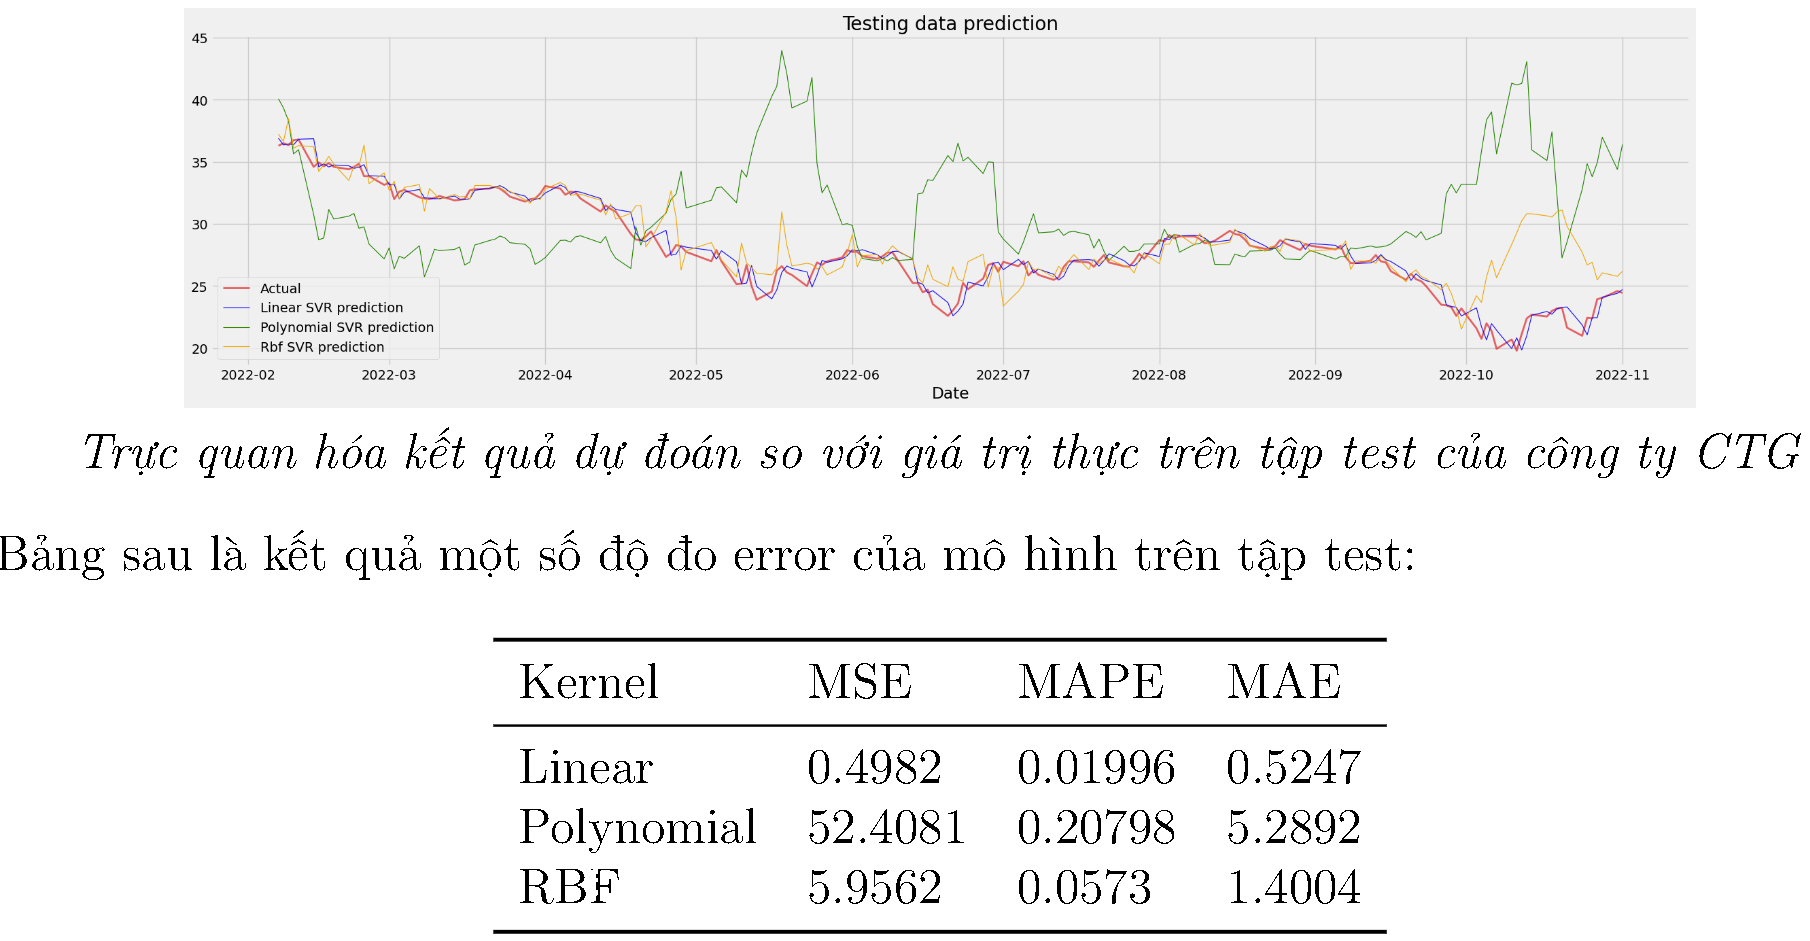 Testing data prediction
45
40
35
30
25
20
Actual
Linear SVR prediction
Polynomial SVR prediction
Rbf SVR prediction
2022-02 2022-03 2022-04 2022-05 2022-06 2022-07 2022-08 2022-09 2022-10 2022-11
Date
Trực quan hóa kết quả dự đoán so với giá trị thực trên tập test của công ty CTG
Bảng sau là kết quả một số độ đo error của mô hình trên tập test:
Kernel MSE MAPE MAE
Linear 0.4982 0.01996 0.5247
Polynomial 52.4081 0.20798 5.2892
RBF 5.9562 0.0573 1.4004